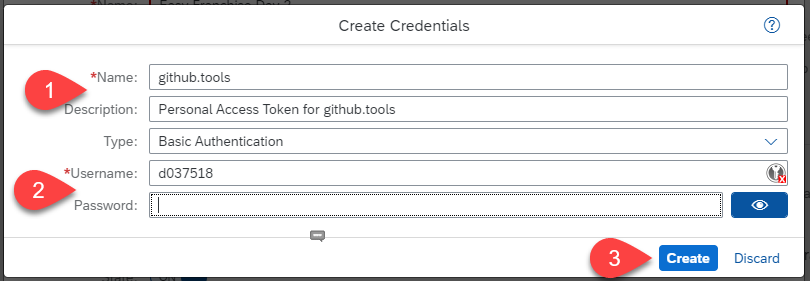 Create Credentials
?
1
*Name: github.tools
Description: Personal Access Token for github.tools
Type: Basic Authentication
2
*Username: d037518
Password:
3
Create Discard